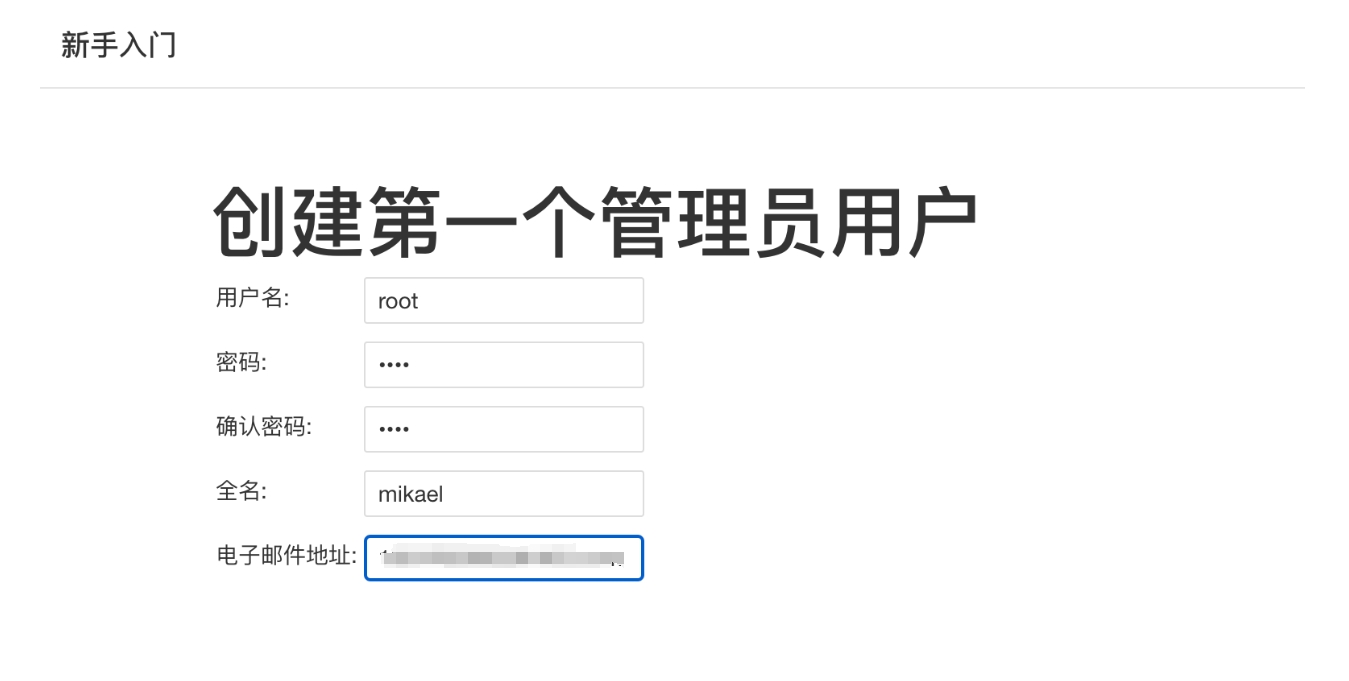 新手入门
创建第一个管理员用户
用户名: root
密码: ••••
确认密码: ••••
全名: mikael
电子邮件地址: